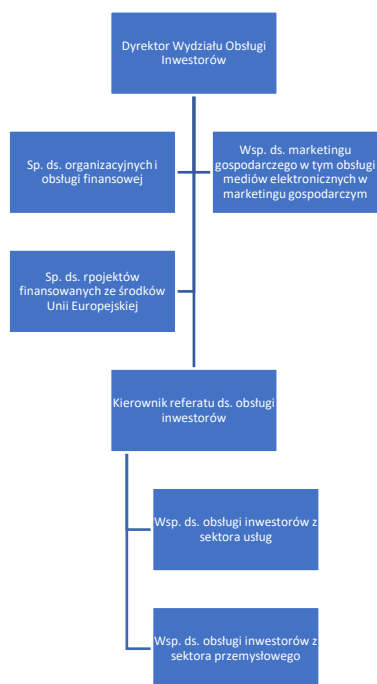 Dyrektor Wydziału Obsługi
Inwestorów
Sp. ds. organizacyjnych i
obsługi finansowej
Wsp. ds. marketingu
gospodarczego w tym obsługi
mediów elektronicznych w
marketingu gospodarczym
Sp. ds. rpojektów
finansowanych ze środków
Unii Europejskiej
Kierownik referatu ds. obsługi
inwestorów
Wsp. ds. obsługi inwestorów z
sektora usług
Wsp. ds. obsługi inwestorów z
sektora przemysłowego